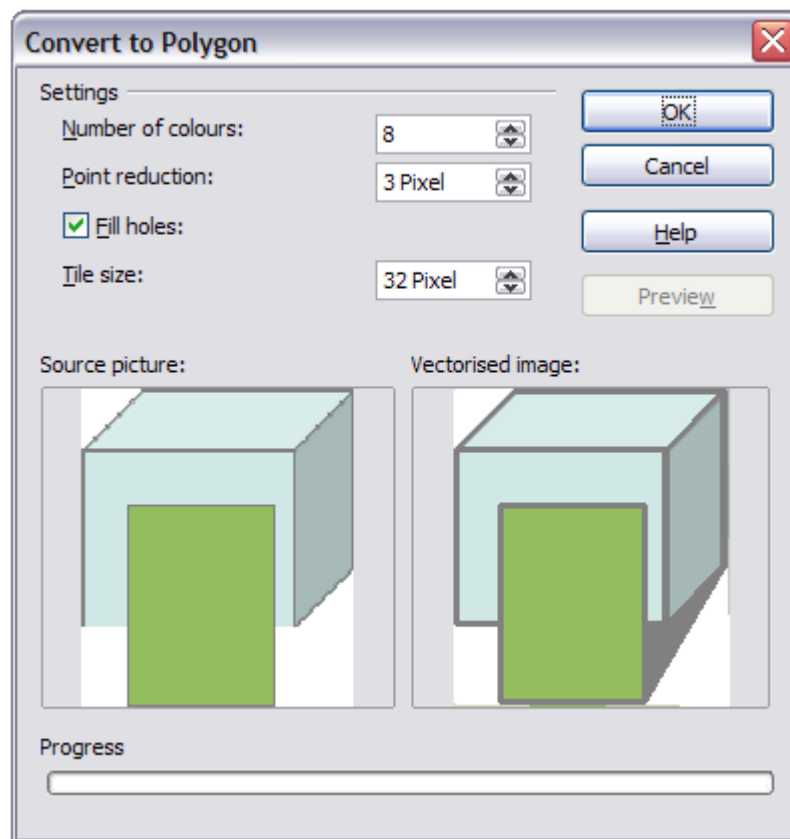 Convert to Polygon
Settings
Number of colours:
8
OK
Point reduction:
3 Pixel
Cancel
Fill holes:
Help
Tile size:
32 Pixel
Preview
Source picture:
Vectorised image:
Progress